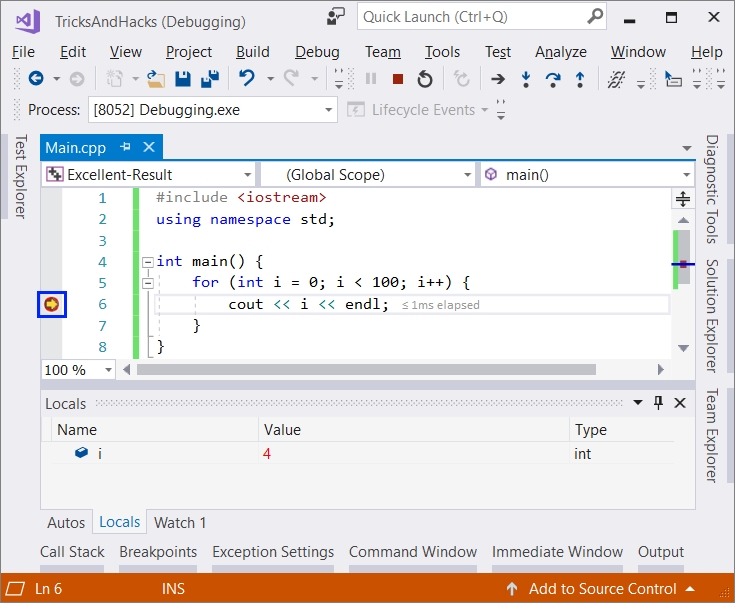 TricksAndHacks (Debugging)
Quick Launch (Ctrl+Q)
File Edit View Project Build Debug Team Tools Test Analyze Window Help
Process: [8052] Debugging.exe Lifecycle Events
Test Explorer
Main.cpp
Excellent-Result (Global Scope) main()
1 #include <iostream>
2 using namespace std;
3
4 int main() {
5 for (int i = 0; i < 100; i++) {
6 cout << i << endl; ≤1ms elapsed
7 }
8 }
100 %
Diagnostic Tools
Solution Explorer
Team Explorer
Locals
Name Value Type
i 4 int
Autos Locals Watch 1
Call Stack Breakpoints Exception Settings Command Window Immediate Window Output
Ln 6 INS Add to Source Control